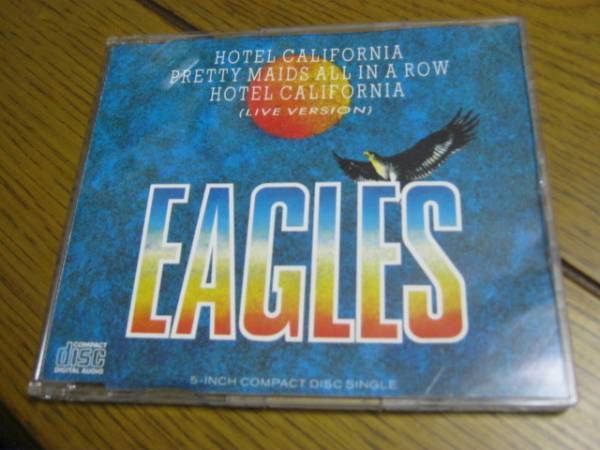 HOTEL CALIFORNIA
PRETTY MAIDS ALL IN A ROW
HOTEL CALIFORNIA
(LIVE VERSION)
EAGLES
COMPACT
disc
DIGITAL AUDIO
5-INCH COMPACT DISC SINGLE